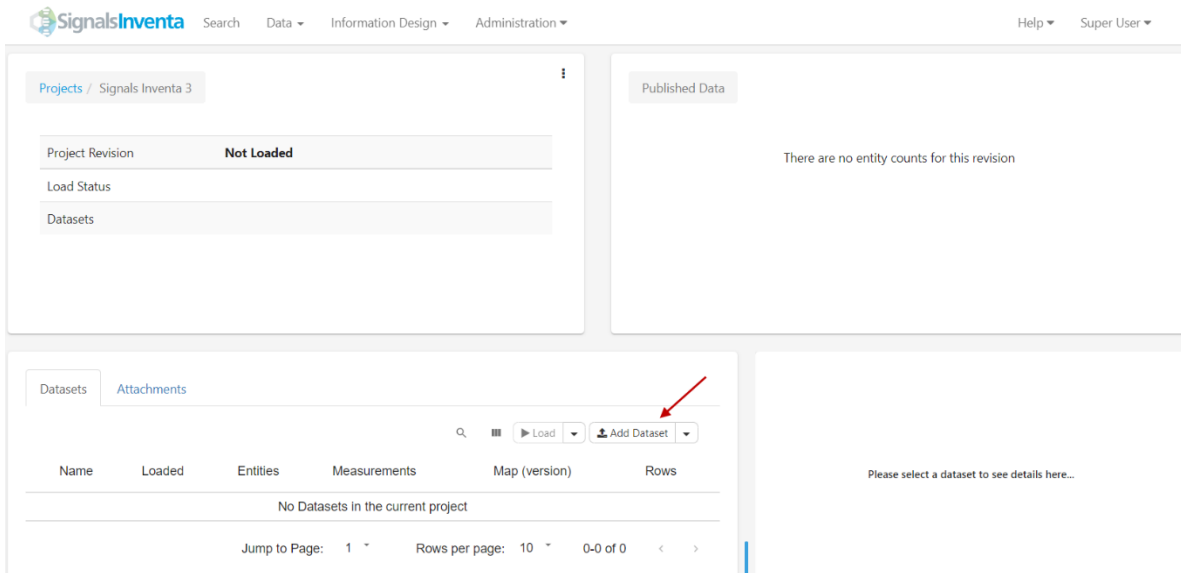 SignalsInventa Search Data Information Design Administration Help Super User
Projects / Signals Inventa 3
Project Revision Not Loaded
Load Status
Datasets
Published Data
There are no entity counts for this revision
Datasets Attachments
Load Add Dataset
Name Loaded Entities Measurements Map (version) Rows
No Datasets in the current project
Jump to Page: 1 Rows per page: 10 0-0 of 0
Please select a dataset to see details here...